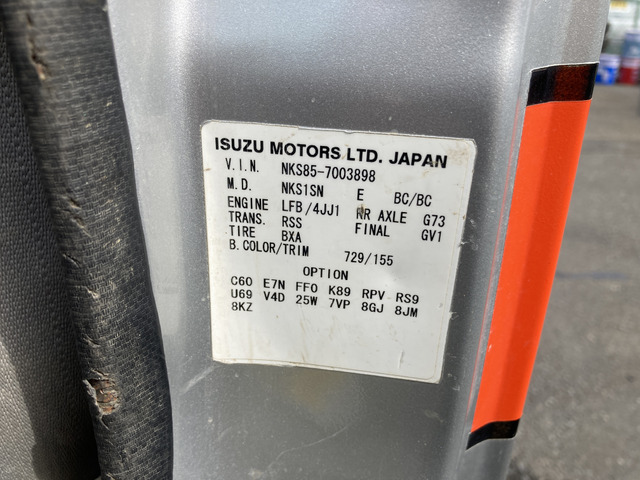 ISUZU MOTORS LTD. JAPAN
V.I.N. NKS85-7003898
M.D. NKS1SN E BC/BC
ENGINE LFB/4JJ1 RR AXLE G73
TRANS. RSS FINAL GV1
TIRE BXA
B.COLOR/TRIM 729/155
OPTION
C60 E7N FF0 K89 RPV RS9
U69 V4D 25W 7VP 8GJ 8JM
8KZ